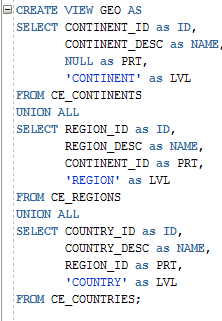 CREATE VIEW GEO AS
SELECT CONTINENT_ID as ID,
CONTINENT_DESC as NAME,
NULL as PRT,
'CONTINENT' as LVL
FROM CE_CONTINENTS
UNION ALL
SELECT REGION_ID as ID,
REGION_DESC as NAME,
CONTINENT_ID as PRT,
'REGION' as LVL
FROM CE_REGIONS
UNION ALL
SELECT COUNTRY_ID as ID,
COUNTRY_DESC as NAME,
REGION_ID as PRT,
'COUNTRY' as LVL
FROM CE_COUNTRIES;